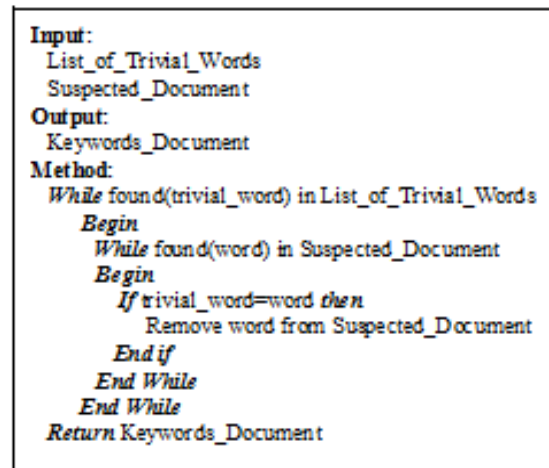 Input:
List_of_Trivial_Words
Suspected_Document
Output:
Keywords_Document
Method:
While found(trivial_word) in List_of_Trivial_Words
Begin
While found(word) in Suspected_Document
Begin
If trivial_word=word then
Remove word from Suspected_Document
End if
End While
End While
Return Keywords_Document